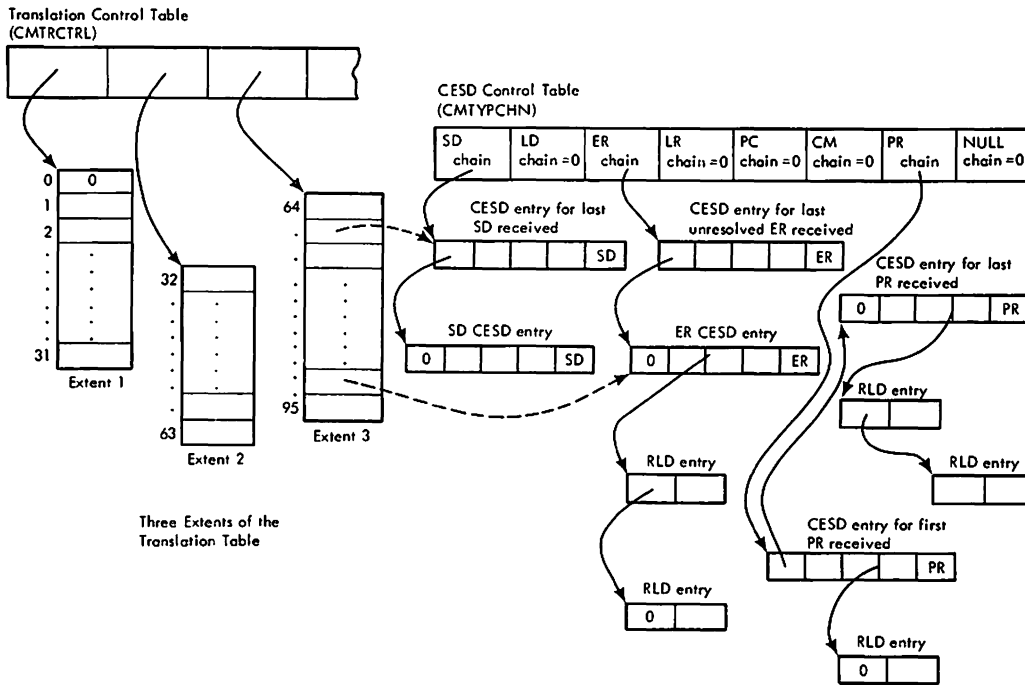 Translation Control Table
(CMTRCTRL)
CESD Control Table
(CMTYPCHN)
SD chain
LD chain =0
ER chain
LR chain =0
PC chain =0
CM chain =0
PR chain
NULL chain =0
0
0
1
2
31
Extent 1
32
63
Extent 2
64
95
Extent 3
Three Extents of the
Translation Table
CESD entry for last
SD received
SD
SD CESD entry
0
SD
CESD entry for last
unresolved ER received
ER
ER CESD entry
0
ER
RLD entry
RLD entry
0
CESD entry for last
PR received
0
PR
RLD entry
RLD entry
CESD entry for first
PR received
PR
RLD entry
0